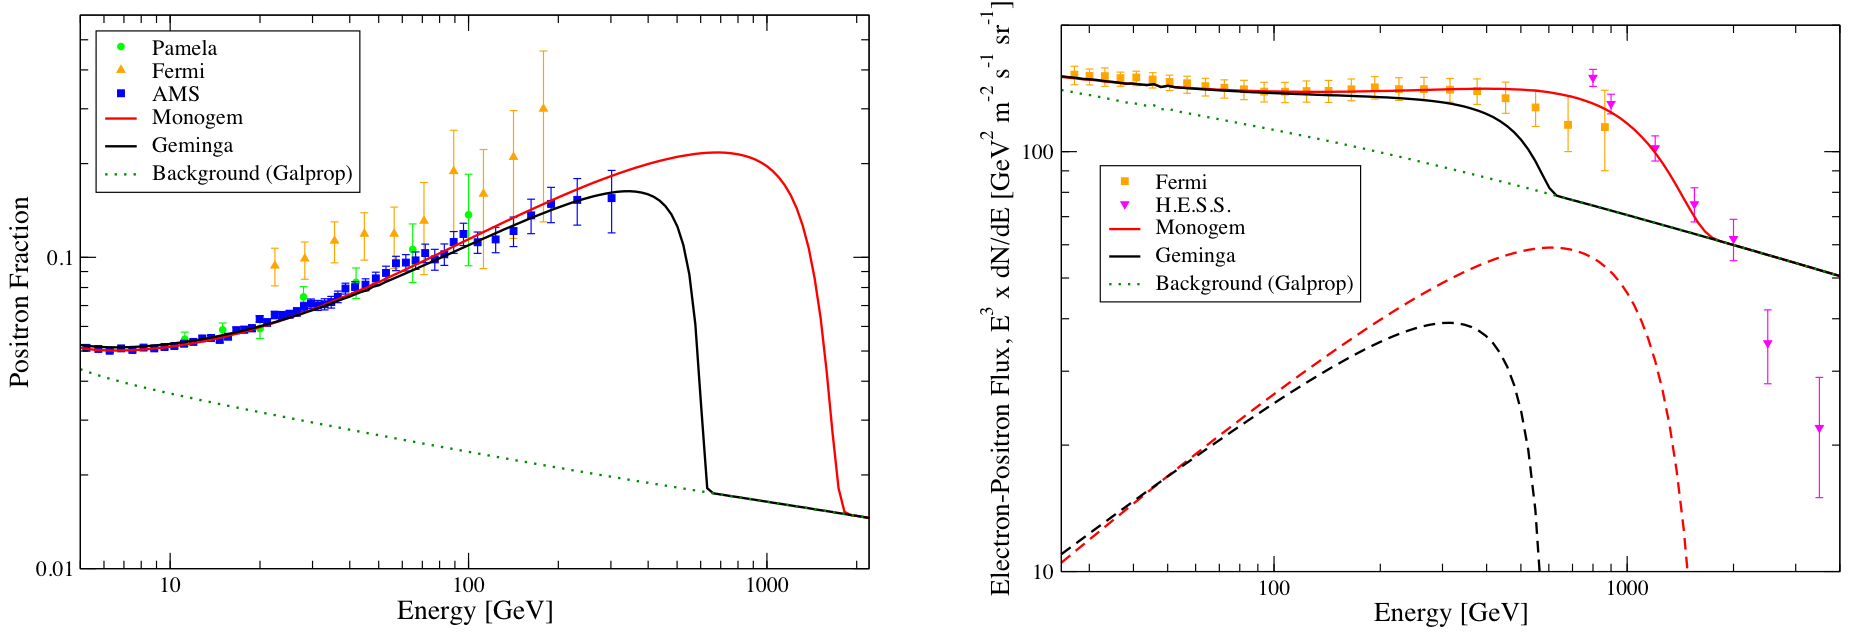 Positron Fraction
Pamela
Fermi
AMS
Monogem
Geminga
Background (Galprop)
0.1
0.01
10
100
1000
Energy [GeV]
Electron-Positron Flux, E³ x dN/dE [GeV² m⁻² s⁻¹ sr⁻¹]
100
Fermi
H.E.S.S.
Monogem
Geminga
Background (Galprop)
10
100
1000
Energy [GeV]